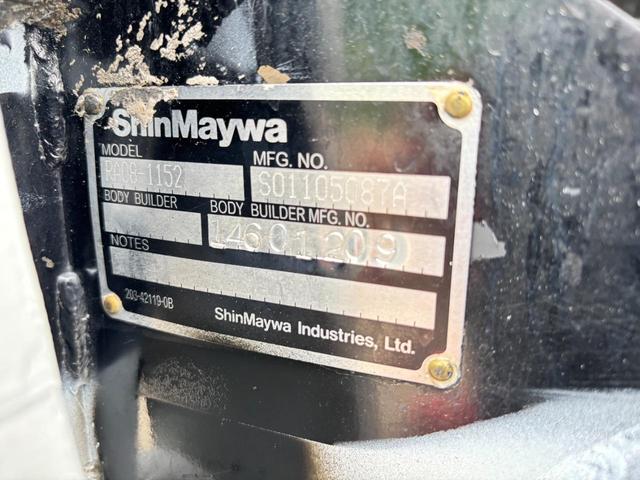 ShinMaywa
MODEL
RA08-1152
MFG. NO.
S01105087A
BODY BUILDER
BODY BUILDER MFG. NO.
14601209
NOTES
203-42119-0B
ShinMaywa Industries, Ltd.